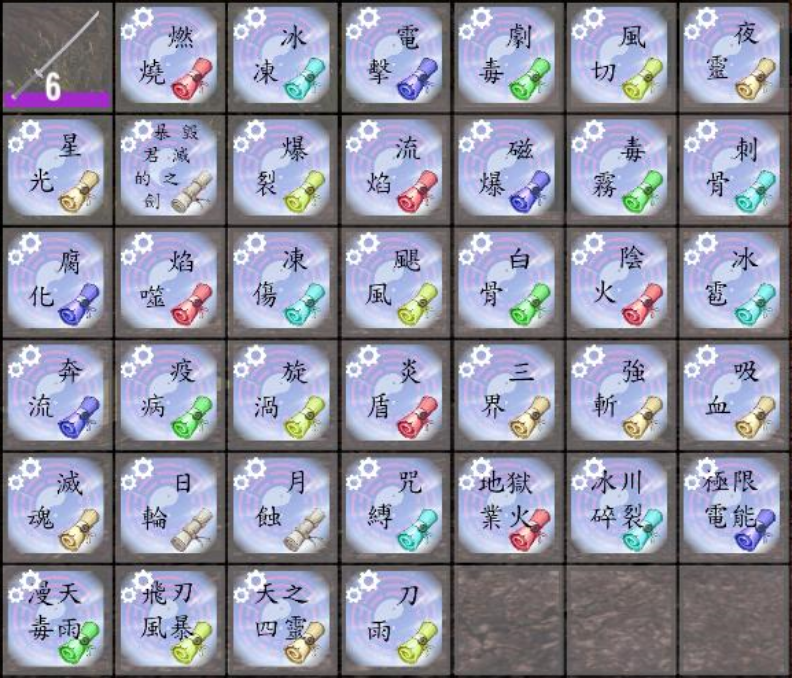 6
燃燒
冰凍
電擊
劇毒
風切
夜靈
星光
暴君的毀滅之劍
爆裂
流焰
磁爆
毒霧
刺骨
腐化
焰噬
凍傷
颶風
白骨
陰火
冰雹
奔流
疫病
旋渦
炎盾
三界
強斬
吸血
滅魂
日輪
月蝕
咒縛
地獄
業火
冰川
碎裂
極限
電能
漫天
毒雨
飛刃
風暴
天之
四靈
刀雨